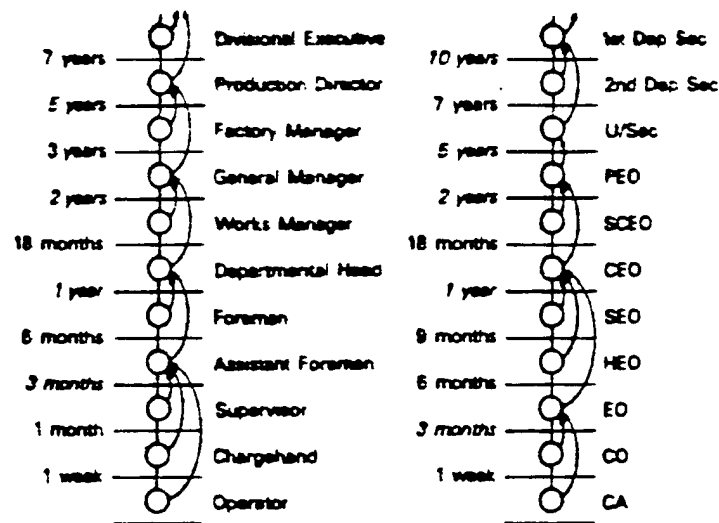 Divisional Executive
7 years
Production Director
5 years
Factory Manager
3 years
General Manager
2 years
Works Manager
18 months
Departmental Head
1 year
Foreman
6 months
Assistant Foreman
3 months
Supervisor
1 month
Chargehand
1 week
Operator
1st Dep Sec
10 years
2nd Dep Sec
7 years
U/Sec
5 years
PEO
2 years
SCEO
18 months
CEO
1 year
SEO
9 months
HEO
6 months
EO
3 months
CO
1 week
CA